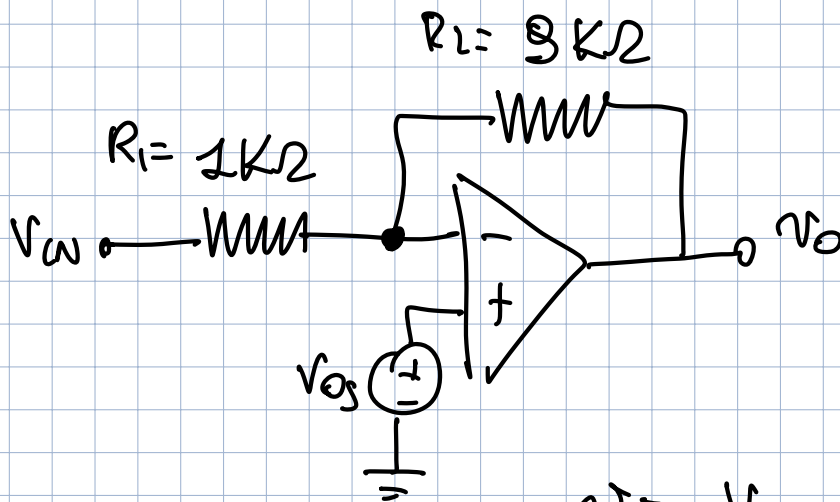 R2= 9KΩ
R1= 1KΩ
VIN
VO
-
+
VOS
+
-